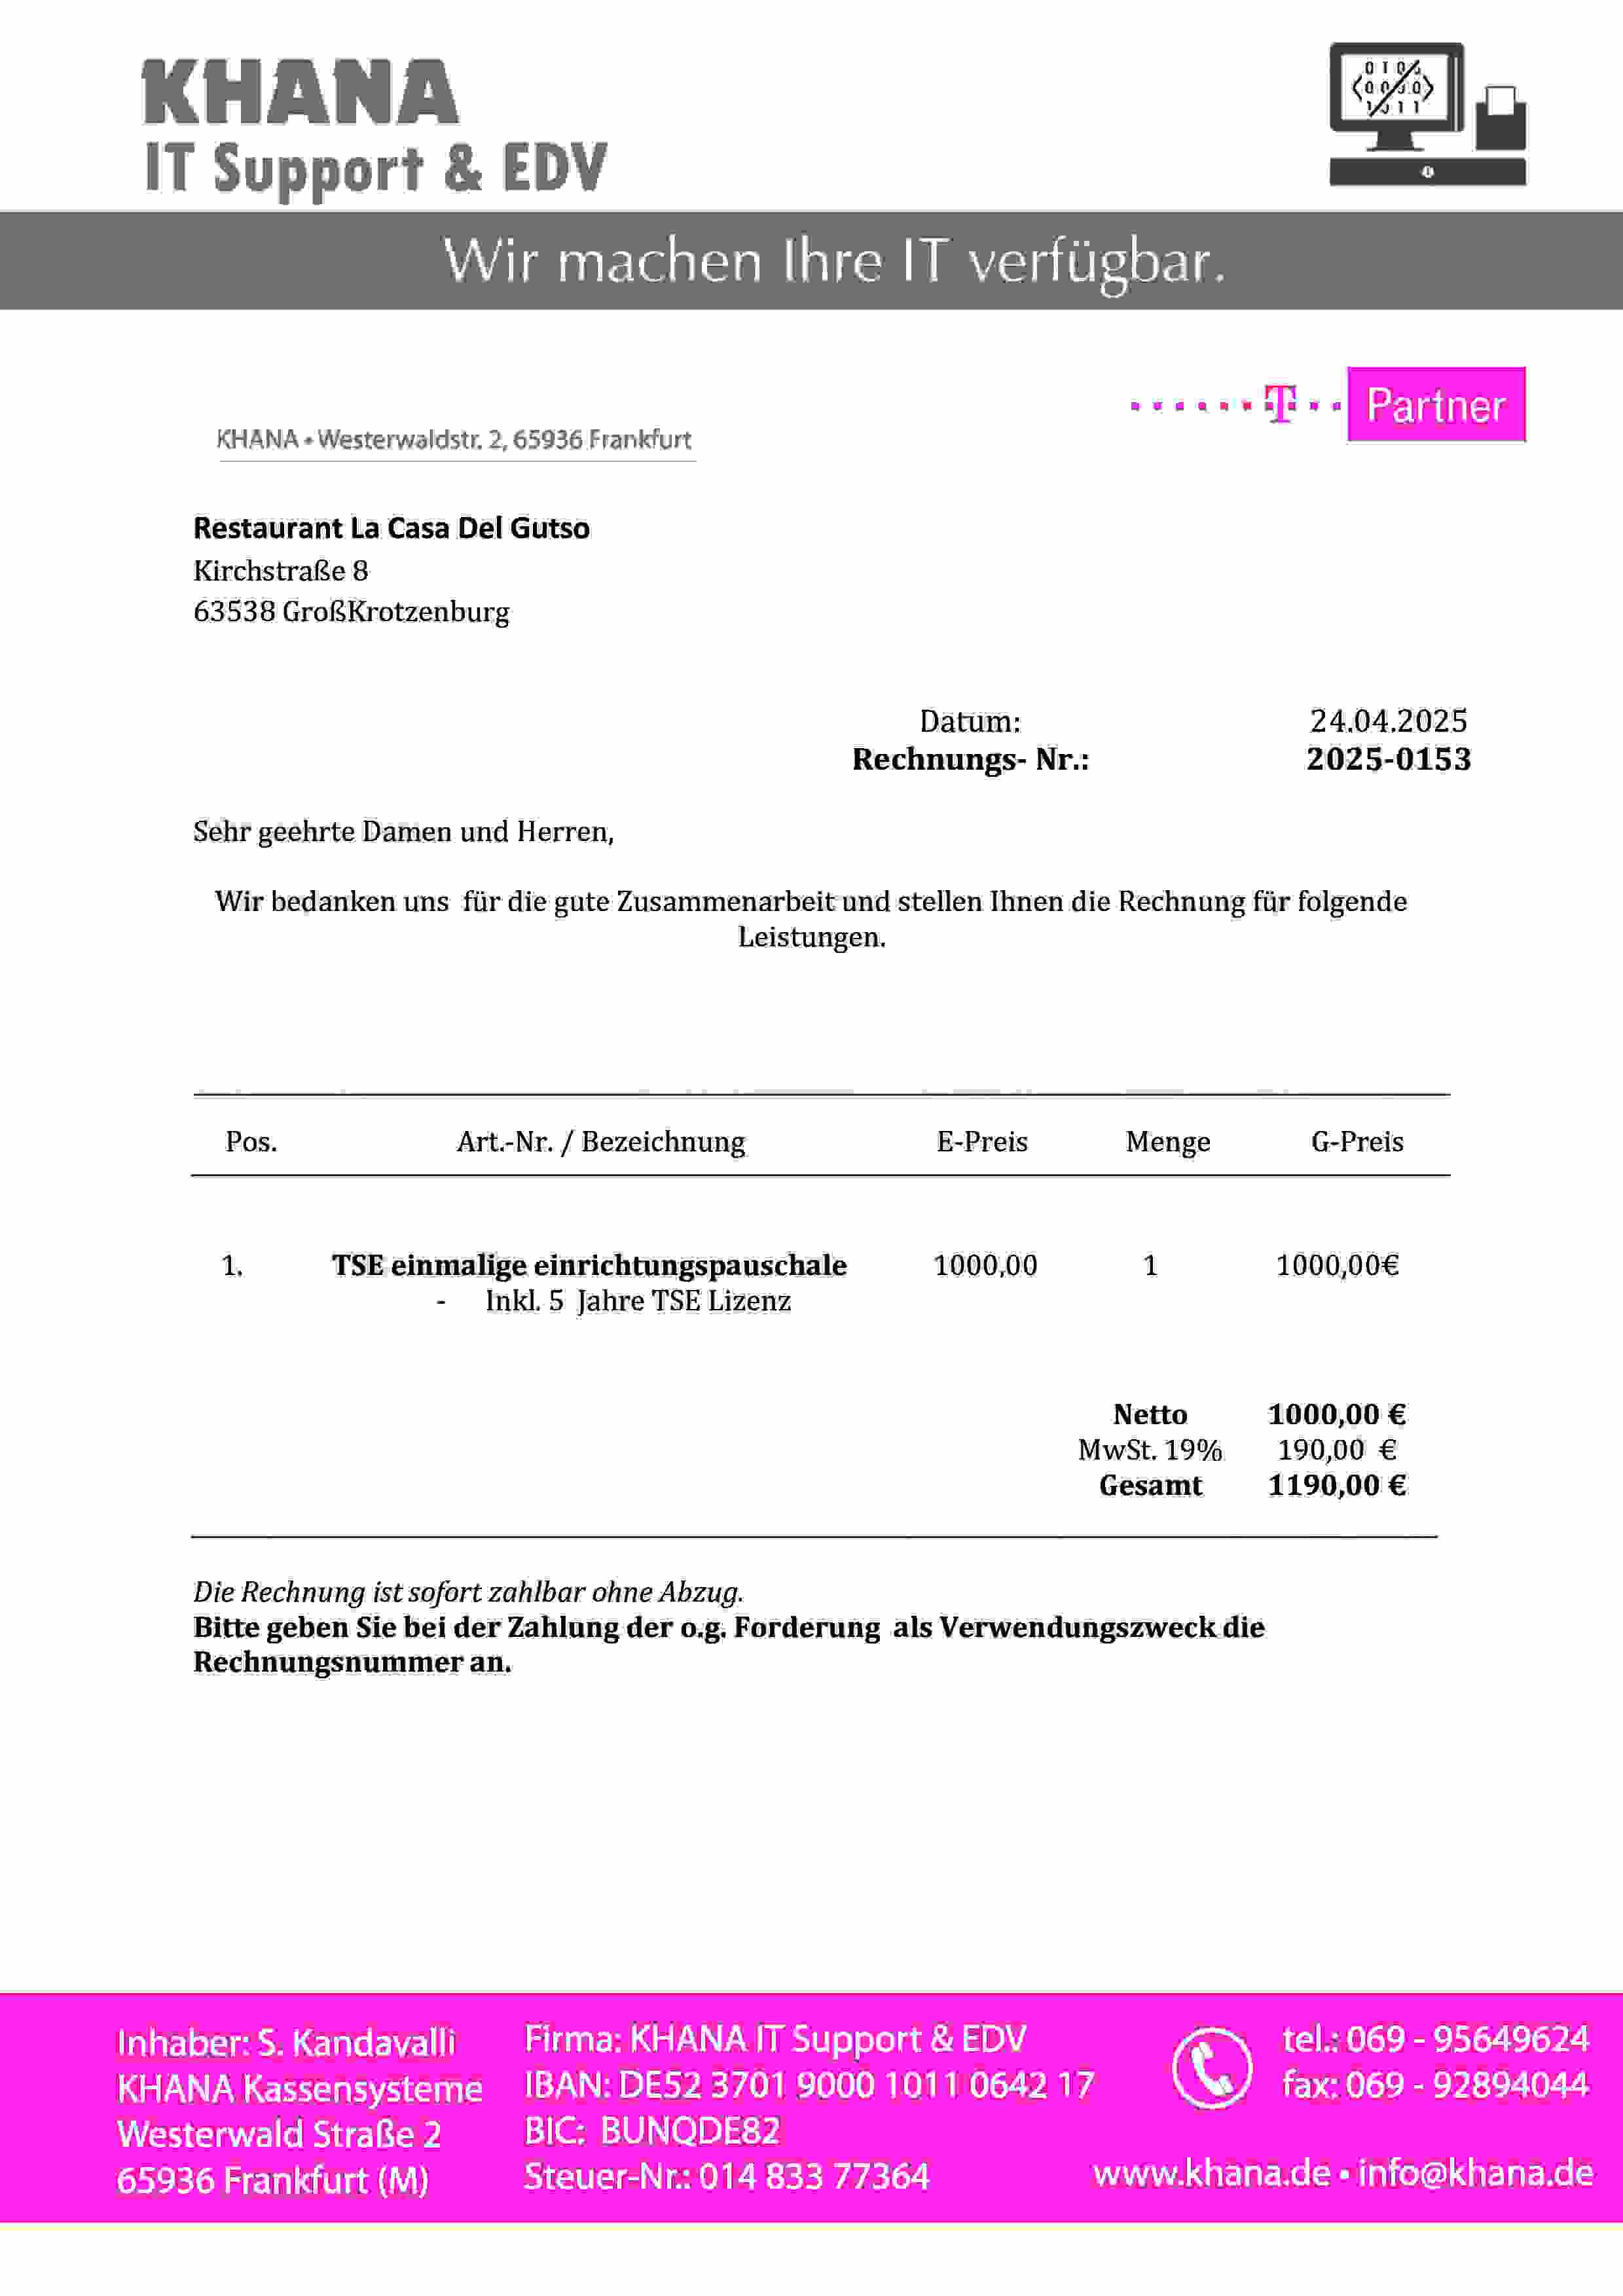 KHANA
IT Support & EDV
Wir machen Ihre IT verfügbar.
T Partner
KHANA • Westerwaldstr. 2, 65936 Frankfurt
Restaurant La Casa Del Gutso
Kirchstraße 8
63538 GroßKrotzenburg
Datum: 24.04.2025
Rechnungs- Nr.: 2025-0153
Sehr geehrte Damen und Herren,
Wir bedanken uns für die gute Zusammenarbeit und stellen Ihnen die Rechnung für folgende
Leistungen.
Pos. Art.-Nr. / Bezeichnung E-Preis Menge G-Preis
1. TSE einmalige einrichtungspauschale 1000,00 1 1000,00€
- Inkl. 5 Jahre TSE Lizenz
Netto 1000,00 €
MwSt. 19% 190,00 €
Gesamt 1190,00 €
Die Rechnung ist sofort zahlbar ohne Abzug.
Bitte geben Sie bei der Zahlung der o.g. Forderung als Verwendungszweck die
Rechnungsnummer an.
Inhaber: S. Kandavalli
KHANA Kassensysteme
Westerwald Straße 2
65936 Frankfurt (M)
Firma: KHANA IT Support & EDV
IBAN: DE52 3701 9000 1011 0642 17
BIC: BUNQDE82
Steuer-Nr.: 014 833 77364
tel.: 069 - 95649624
fax: 069 - 92894044
www.khana.de • info@khana.de